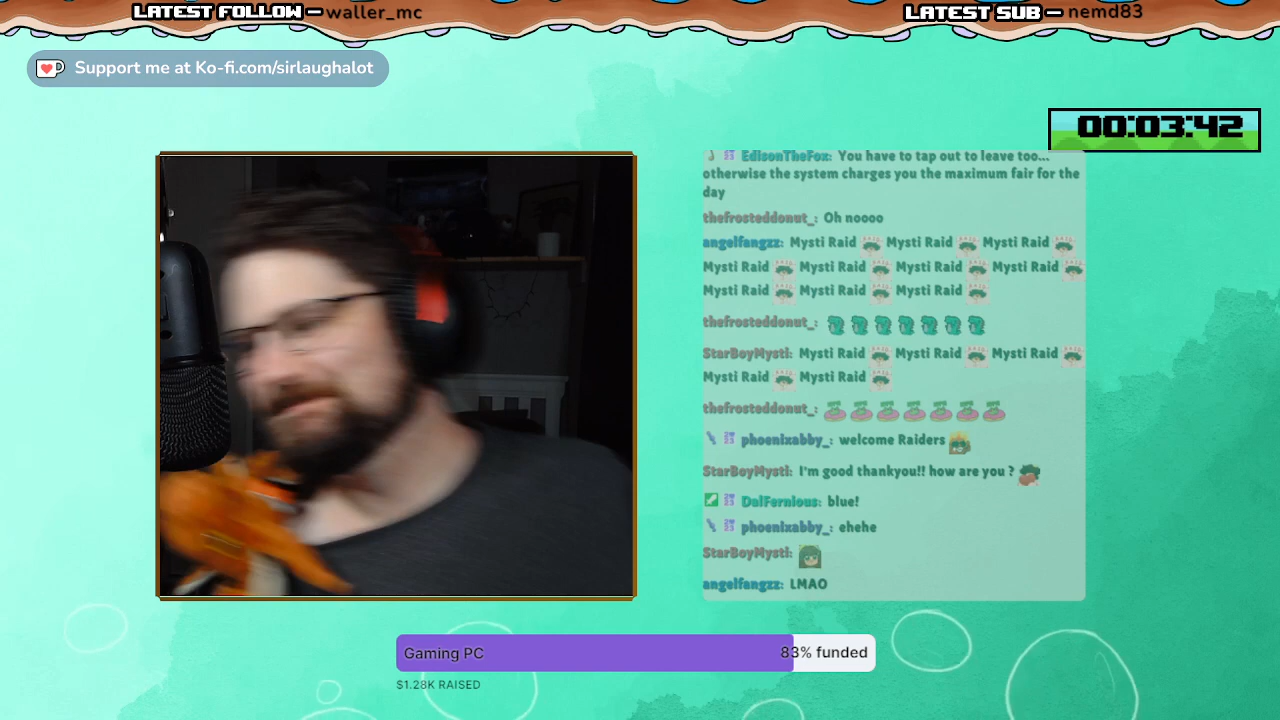 LATEST FOLLOW – waller_mc
LATEST SUB – nemd83
Support me at Ko-fi.com/sirlaughalot
00:03:42
EdisonTheFox: You have to tap out to leave too...
otherwise the system charges you the maximum fair for the
day
thefrosteddonut_: Oh noooo
angelfangzz: Mysti Raid Mysti Raid Mysti Raid
Mysti Raid Mysti Raid Mysti Raid Mysti Raid
Mysti Raid Mysti Raid Mysti Raid
thefrosteddonut_:
StarBoyMysti: Mysti Raid Mysti Raid Mysti Raid
Mysti Raid Mysti Raid
thefrosteddonut_:
phoenixabby_: welcome Raiders
StarBoyMysti: I'm good thankyou!! how are you ?
DalFernious: blue!
phoenixabby_: ehehe
StarBoyMysti:
angelfangzz: LMAO
Gaming PC 83% funded
$1.28K RAISED